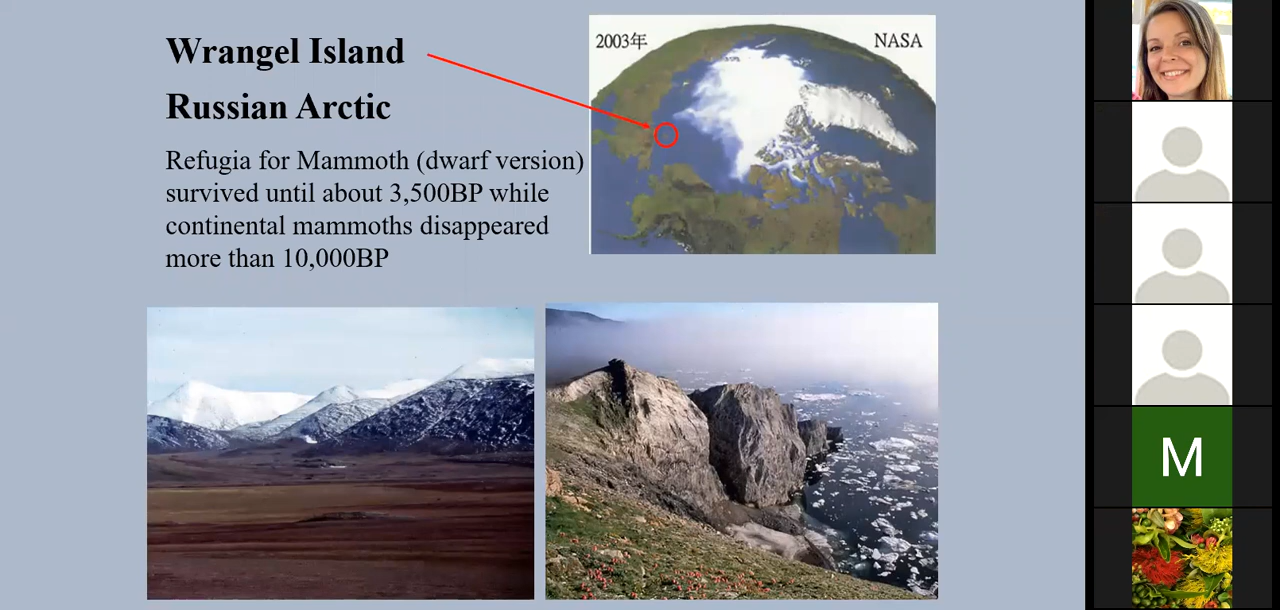 Wrangel Island
Russian Arctic
Refugia for Mammoth (dwarf version)
survived until about 3,500BP while
continental mammoths disappeared
more than 10,000BP
2003年
NASA
M